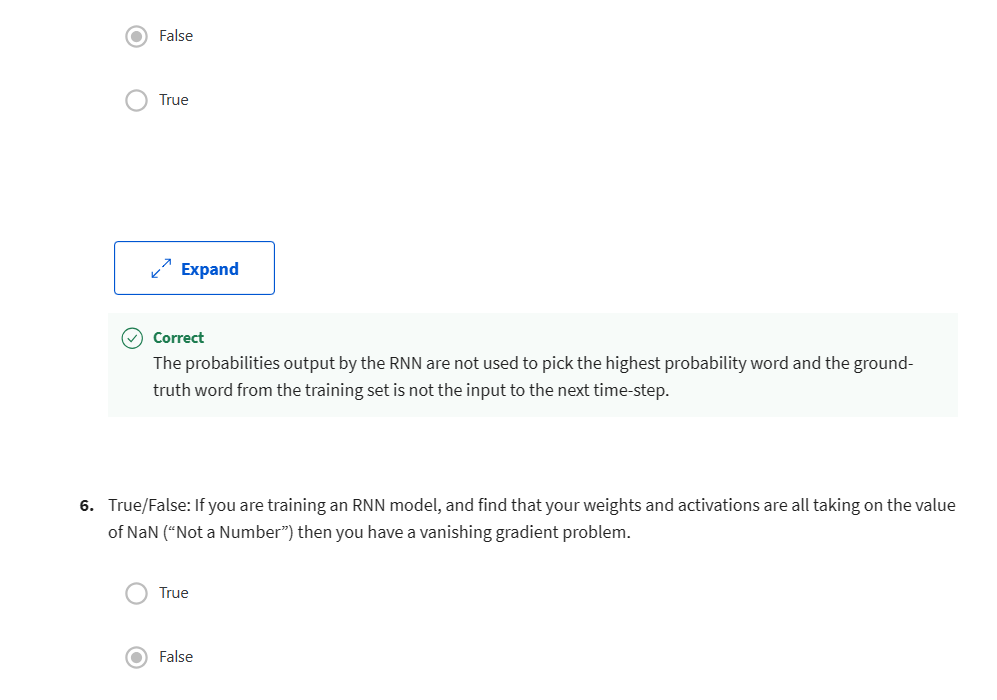 False
True
Expand
Correct
The probabilities output by the RNN are not used to pick the highest probability word and the ground-
truth word from the training set is not the input to the next time-step.
6. True/False: If you are training an RNN model, and find that your weights and activations are all taking on the value
of NaN (“Not a Number”) then you have a vanishing gradient problem.
True
False